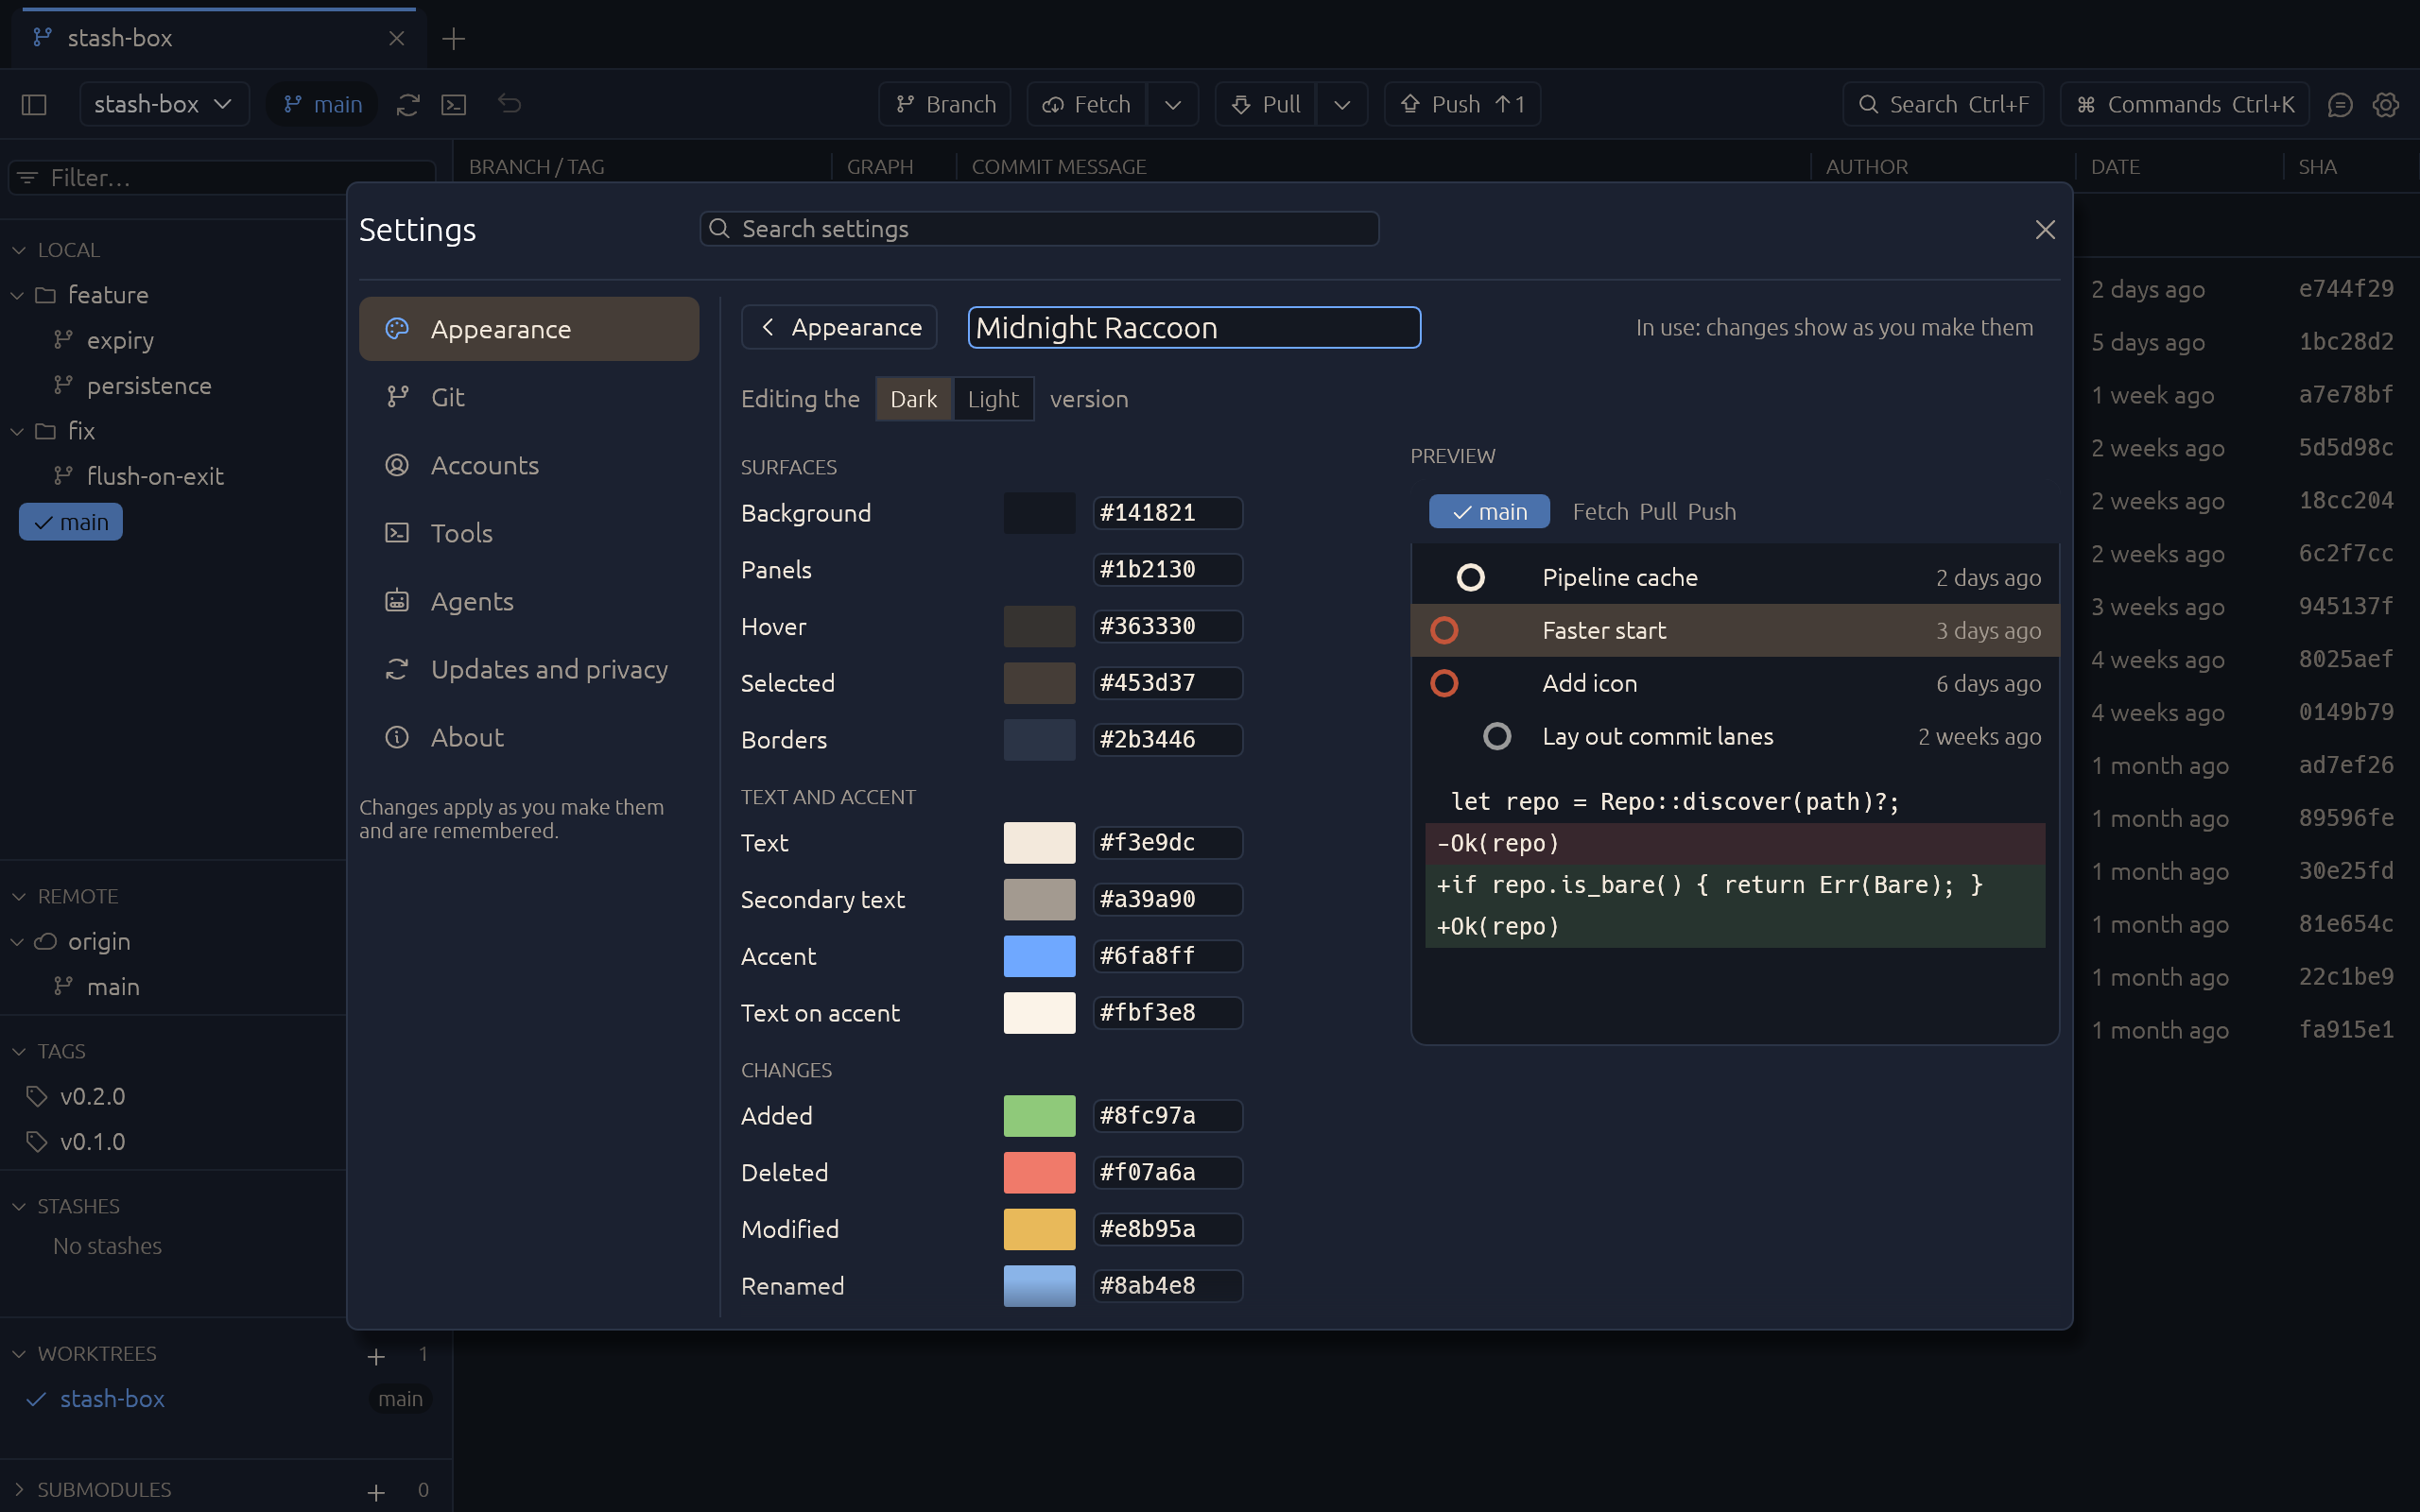 stash-box
stash-box main Branch Fetch Pull Push ↑1 Search Ctrl+F Commands Ctrl+K
Filter…
BRANCH / TAG GRAPH COMMIT MESSAGE AUTHOR DATE SHA
LOCAL
feature
expiry
persistence
fix
flush-on-exit
main
REMOTE
origin
main
TAGS
v0.2.0
v0.1.0
STASHES
No stashes
WORKTREES 1
stash-box main
SUBMODULES 0
Settings
Search settings
Appearance
Git
Accounts
Tools
Agents
Updates and privacy
About
Changes apply as you make them
and are remembered.
Appearance Midnight Raccoon In use: changes show as you make them
Editing the Dark Light version
SURFACES
Background #141821
Panels #1b2130
Hover #363330
Selected #453d37
Borders #2b3446
TEXT AND ACCENT
Text #f3e9dc
Secondary text #a39a90
Accent #6fa8ff
Text on accent #fbf3e8
CHANGES
Added #8fc97a
Deleted #f07a6a
Modified #e8b95a
Renamed #8ab4e8
PREVIEW
main Fetch Pull Push
Pipeline cache 2 days ago
Faster start 3 days ago
Add icon 6 days ago
Lay out commit lanes 2 weeks ago
let repo = Repo::discover(path)?;
-Ok(repo)
+if repo.is_bare() { return Err(Bare); }
+Ok(repo)
2 days ago e744f29
5 days ago 1bc28d2
1 week ago a7e78bf
2 weeks ago 5d5d98c
2 weeks ago 18cc204
2 weeks ago 6c2f7cc
3 weeks ago 945137f
4 weeks ago 8025aef
4 weeks ago 0149b79
1 month ago ad7ef26
1 month ago 89596fe
1 month ago 30e25fd
1 month ago 81e654c
1 month ago 22c1be9
1 month ago fa915e1